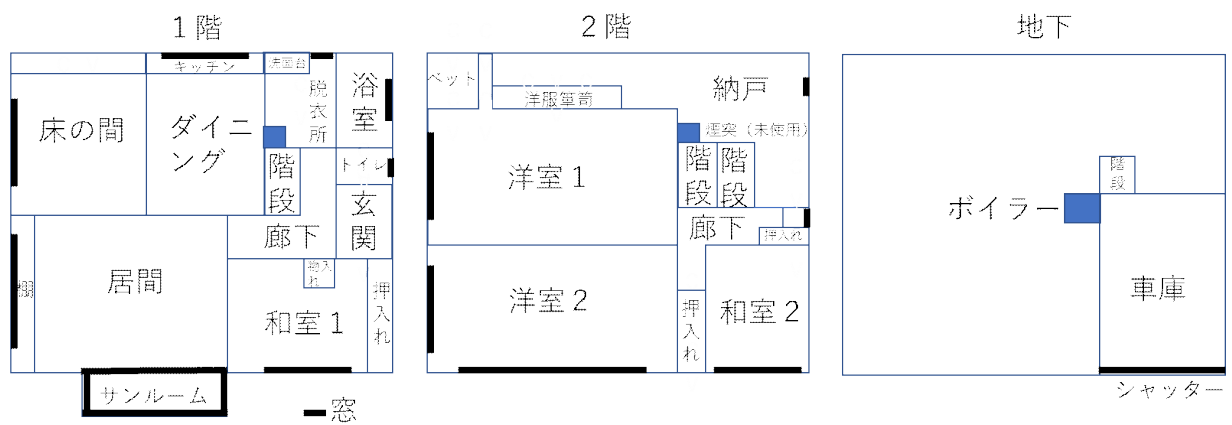 1階
キッチン
洗面台
脱衣所
浴室
床の間
ダイニ
ング
階段
トイレ
玄関
廊下
居間
棚
物入れ
和室1
押入れ
サンルーム
窓
2階
ベット
洋服箪笥
納戸
煙突（未使用）
洋室1
階段
階段
廊下
押入れ
洋室2
押入れ
和室2
地下
階段
ボイラー
車庫
シャッター